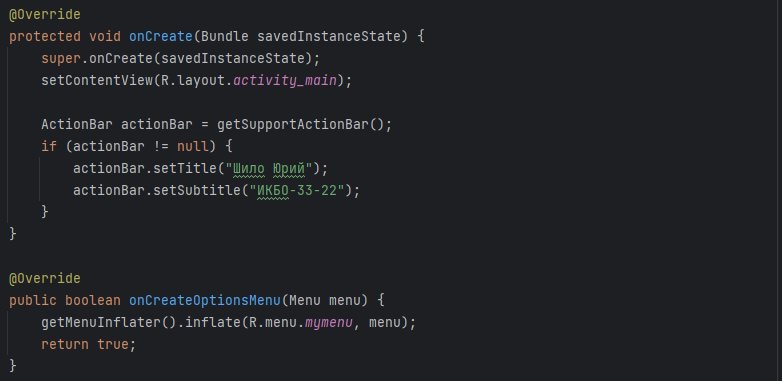 @Override
protected void onCreate(Bundle savedInstanceState) {
    super.onCreate(savedInstanceState);
    setContentView(R.layout.activity_main);

    ActionBar actionBar = getSupportActionBar();
    if (actionBar != null) {
        actionBar.setTitle("Шило Юрий");
        actionBar.setSubtitle("ИКБО-33-22");
    }
}

@Override
public boolean onCreateOptionsMenu(Menu menu) {
    getMenuInflater().inflate(R.menu.mymenu, menu);
    return true;
}